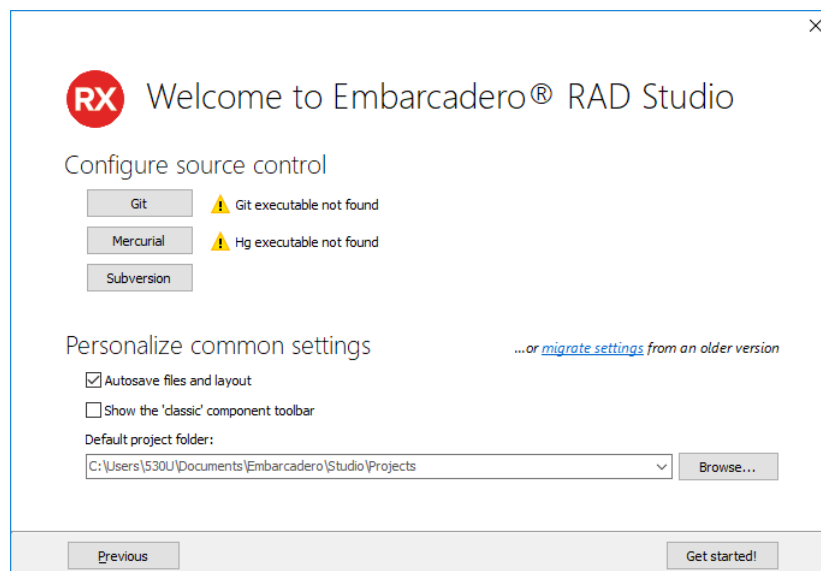 RX Welcome to Embarcadero® RAD Studio
Configure source control
Git Git executable not found
Mercurial Hg executable not found
Subversion
Personalize common settings ...or migrate settings from an older version
Autosave files and layout
Show the 'classic' component toolbar
Default project folder:
C:\Users\530U\Documents\Embarcadero\Studio\Projects Browse...
Previous Get started!